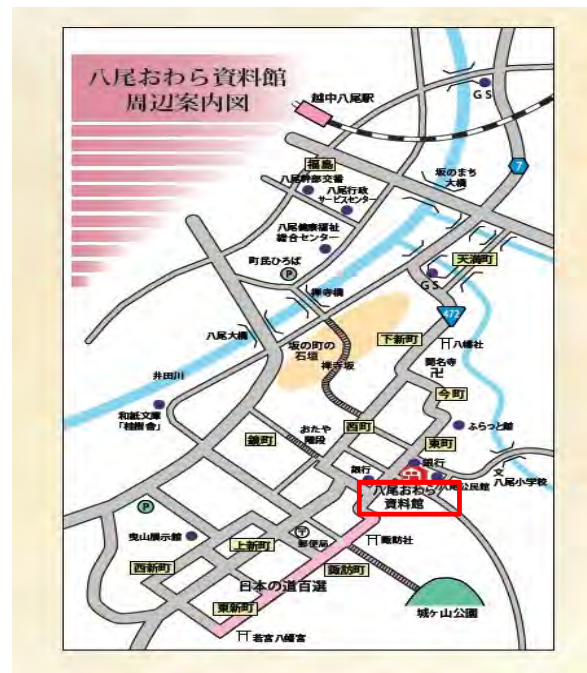 八尾おわら資料館
周辺案内図
越中八尾駅
GS
7
福島
八尾幹部交番
八尾行政
サービスセンター
坂のまち
大橋
八尾健康福祉
総合センター
町民ひろば
P
天満町
GS
禅寺橋
472
八尾大橋
坂の町の
石垣
禅寺坂
下新町
八幡社
聞名寺
井田川
今町
和紙文庫
「桂樹舎」
おたや
階段
西町
ふらっと館
鏡町
東町
銀行
銀行
文
八尾小学校
八尾公民館
八尾おわら
資料館
P
曳山展示館
上新町
〒
郵便局
諏訪社
西新町
諏訪町
日本の道百選
東新町
城ヶ山公園
若宮八幡宮